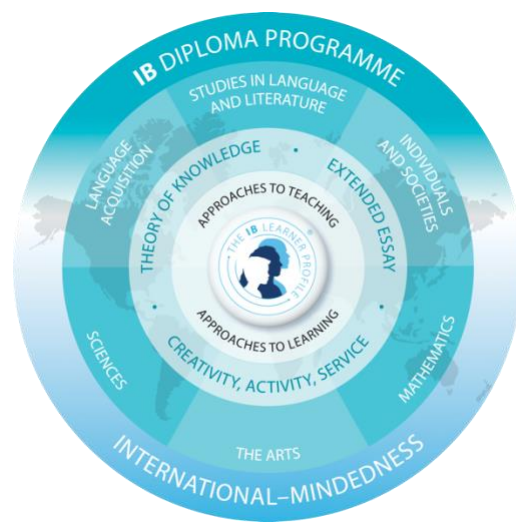 IB DIPLOMA PROGRAMME
STUDIES IN LANGUAGE
AND LITERATURE
LANGUAGE
ACQUISITION
INDIVIDUALS
AND SOCIETIES
THEORY OF KNOWLEDGE
•
EXTENDED ESSAY
APPROACHES TO TEACHING
THE IB LEARNER PROFILE
®
APPROACHES TO LEARNING
•
•
CREATIVITY, ACTIVITY, SERVICE
SCIENCES
MATHEMATICS
THE ARTS
INTERNATIONAL–MINDEDNESS